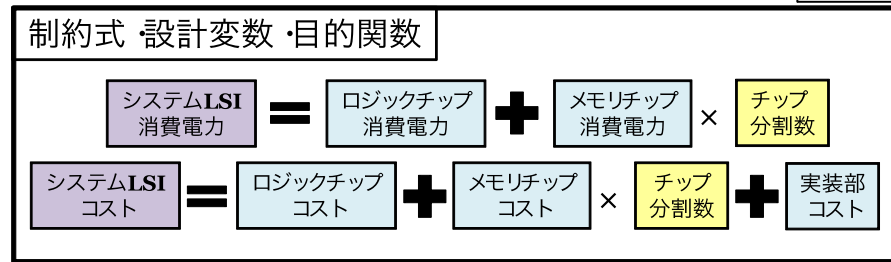 制約式・設計変数・目的関数
システムLSI消費電力 = ロジックチップ消費電力 + メモリチップ消費電力 × チップ分割数
システムLSIコスト = ロジックチップコスト + メモリチップコスト × チップ分割数 + 実装部コスト